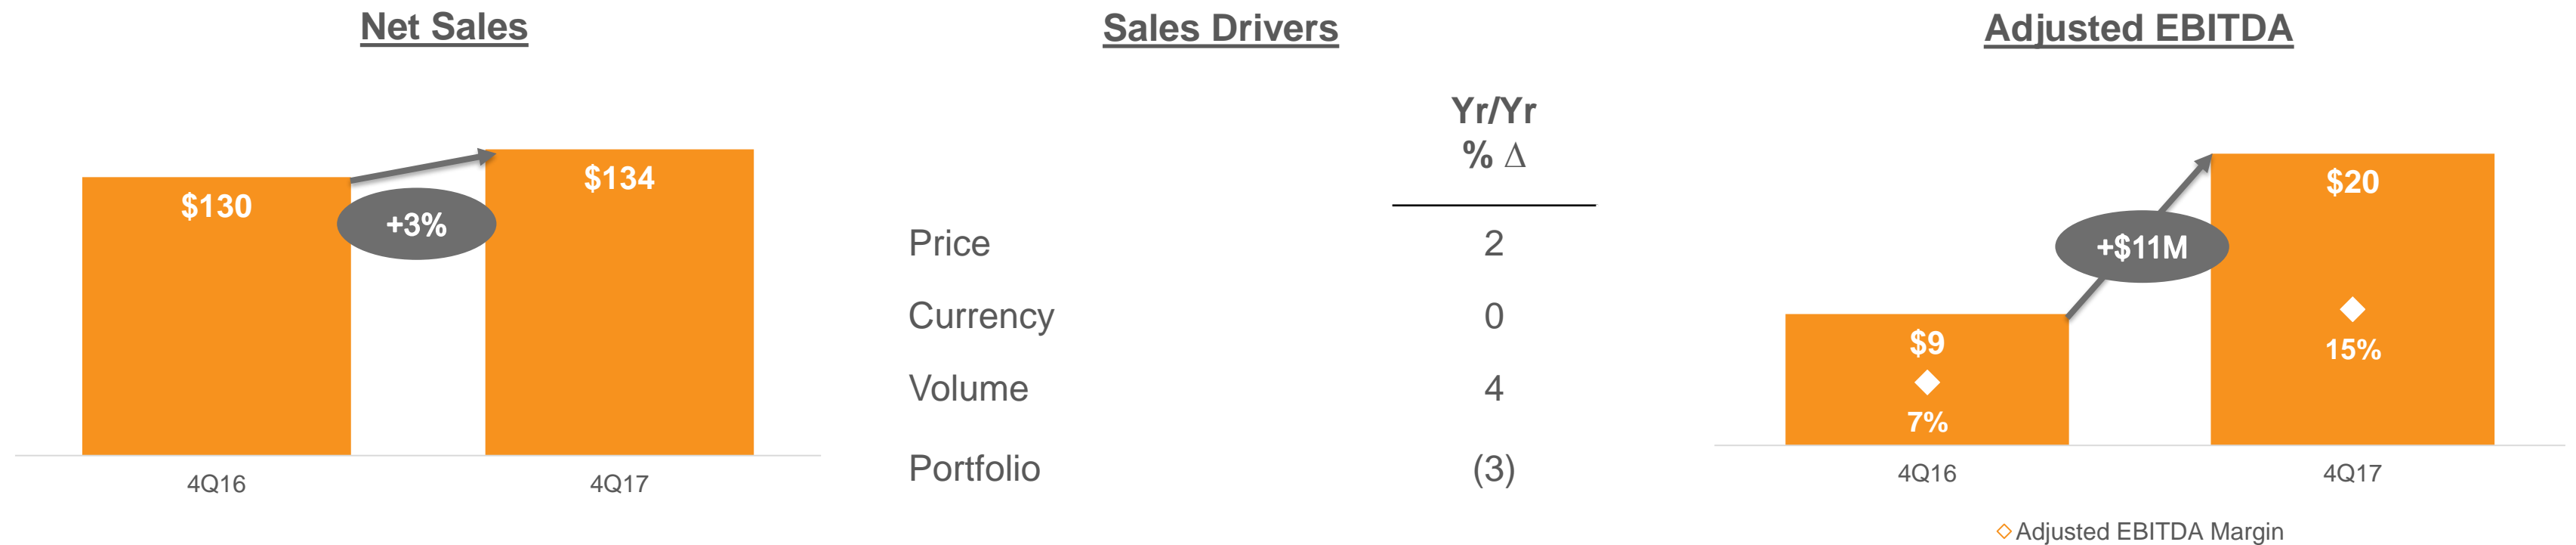 Net Sales
$130
+3%
$134
4Q16
4Q17
Sales Drivers
Yr/Yr
% Δ
Price 2
Currency 0
Volume 4
Portfolio (3)
Adjusted EBITDA
$9
7%
+$11M
$20
15%
4Q16
4Q17
Adjusted EBITDA Margin